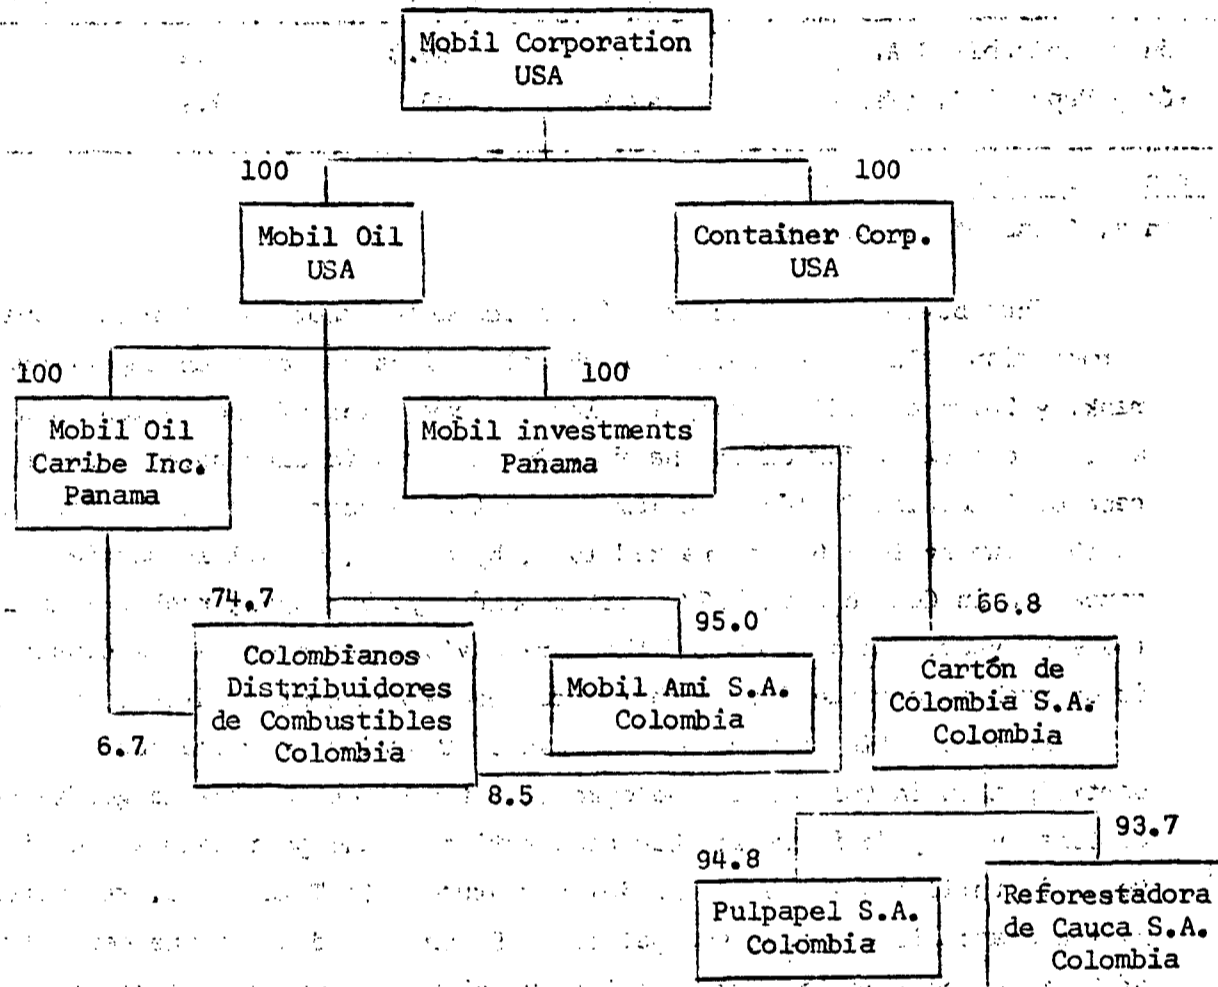 Mobil Corporation
USA
100
100
Mobil Oil
USA
Container Corp.
USA
100
100
Mobil Oil
Caribe Inc.
Panama
Mobil investments
Panama
74.7
95.0
66.8
Colombianos
Distribuidores
de Combustibles
Colombia
Mobil Ami S.A.
Colombia
Cartón de
Colombia S.A.
Colombia
6.7
8.5
94.8
93.7
Pulpapel S.A.
Colombia
Reforestadora
de Cauca S.A.
Colombia